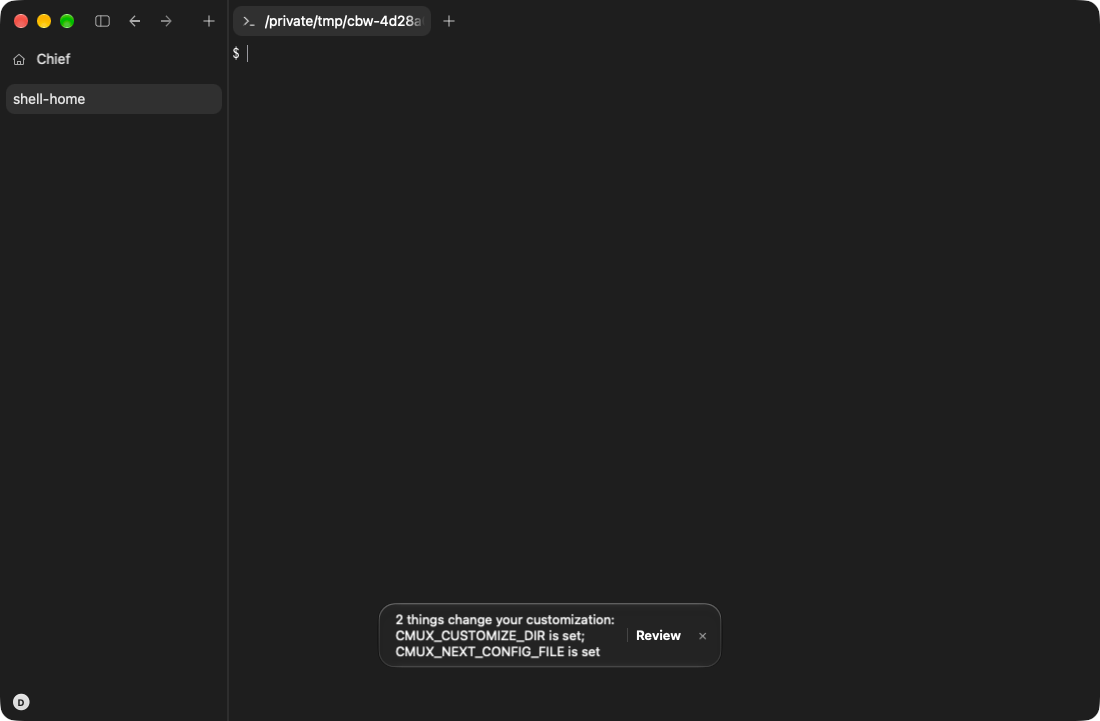 >_ /private/tmp/cbw-4d28a
Chief
$
shell-home
2 things change your customization:
CMUX_CUSTOMIZE_DIR is set;
CMUX_NEXT_CONFIG_FILE is set
Review
D